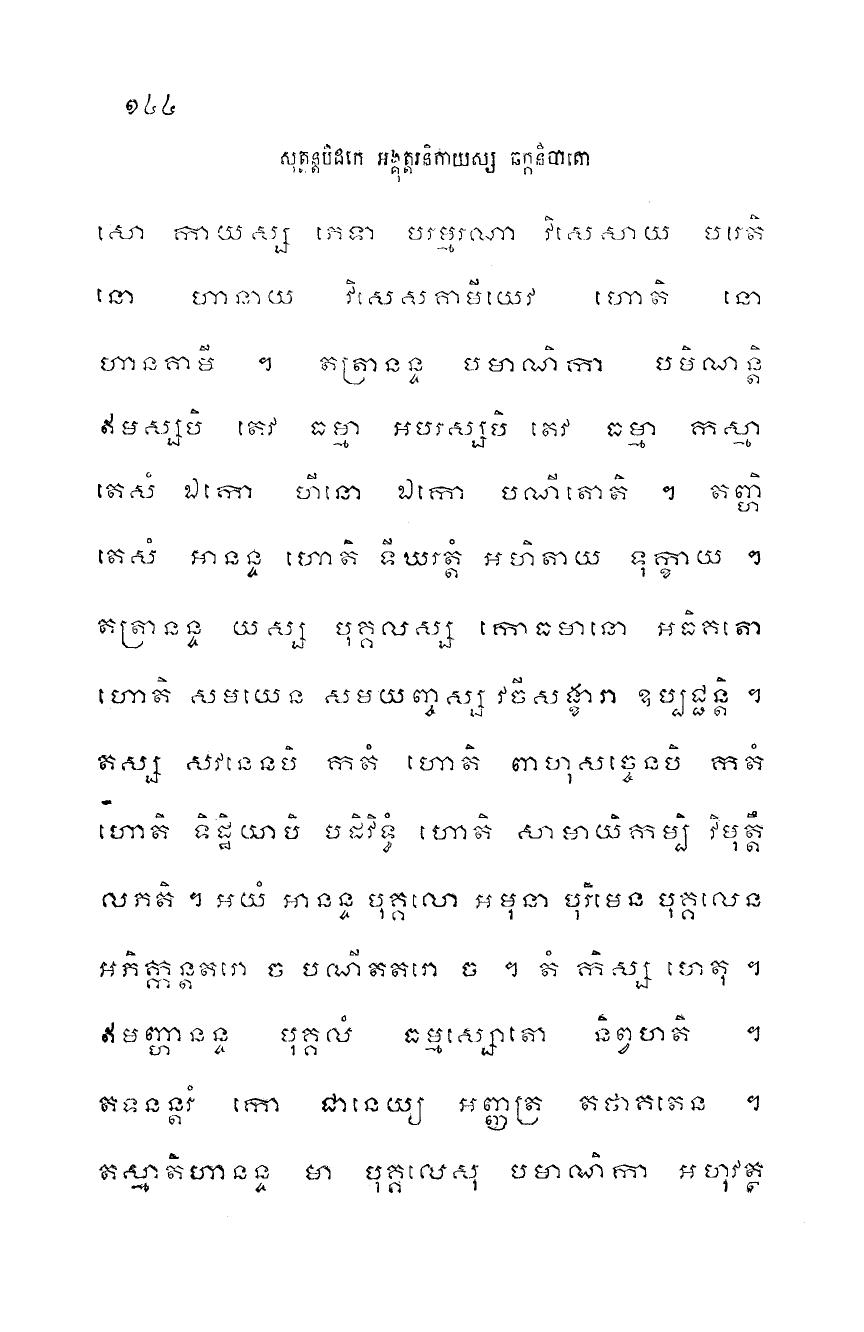 ១៤៤
សុត្តន្តបិដកេ អង្គុត្តរនិកាយស្ស ឆក្កនិបាតោ
សោ កាយស្ស ភេទា បរម្មរណា វិសេសាយ បរេតិ
នោ ហានាយ វិសេសគាមីយេវ ហោតិ នោ
ហានគាមី ។ តត្រានន្ទ បមាណិកា បមិណន្តិ
ឥមស្សបិ តេវ ធម្មា អបរស្សបិ តេវ ធម្មា កស្មា
តេសំ ឯកោ ហីនោ ឯកោ បណីតោតិ ។ តញ្ហិ
តេសំ អានន្ទ ហោតិ ទីឃរត្តំ អហិតាយ ទុក្ខាយ ។
តត្រានន្ទ យស្ស បុគ្គលស្ស កោធមានោ អធិគតោ
ហោតិ សមយេន សមយញ្ចស្ស វចីសង្ខារា ឧប្បជ្ជន្តិ ។
តស្ស សវនេនបិ កតំ ហោតិ ពាហុសច្ចេនបិ កតំ
ហោតិ ទិដ្ឋិយាបិ បដិវិទ្ធំ ហោតិ សាមាយិកម្បិ វិមុត្តឹ
លភតិ ។ អយំ អានន្ទ បុគ្គលោ អមុនា បុរិមេន បុគ្គលេន
អភិក្កន្តតរោ ច បណីតតរោ ច ។ តំ កិស្ស ហេតុ ។
ឥមញ្ហានន្ទ បុគ្គលំ ធម្មស្សោតោ និព្វហតិ ។
តទនន្តរំ កោ ជានេយ្យ អញ្ញត្រ តថាគតេន ។
តស្មាតិហានន្ទ មា បុគ្គលេសុ បមាណិកា អហុវត្ថ